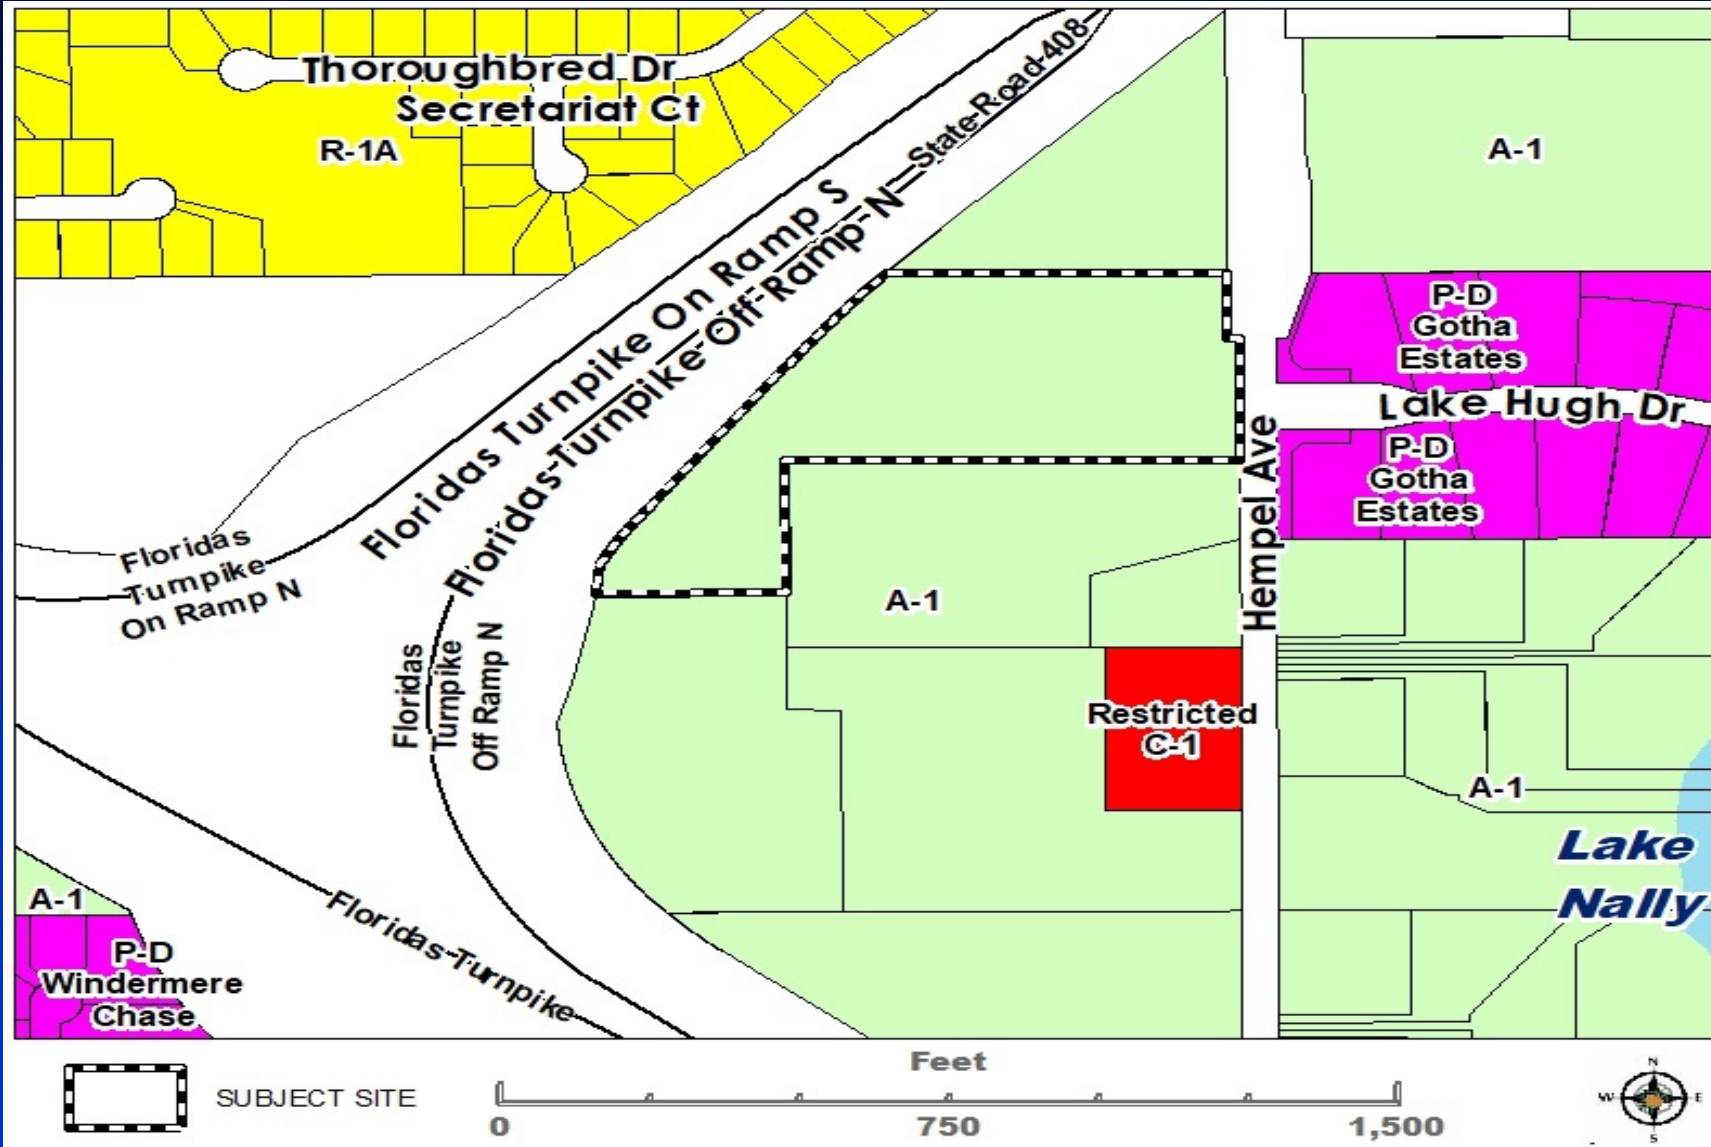 Thoroughbred Dr
Secretariat Ct
R-1A
State Road 408
A-1
Floridas Turnpike On Ramp S
Floridas Turnpike Off Ramp N
P-D
Gotha
Estates
Lake Hugh Dr
P-D
Gotha
Estates
Hempel Ave
Floridas
Turnpike
On Ramp N
A-1
Floridas
Turnpike
Off Ramp N
Restricted
C-1
A-1
Lake
Nally
A-1
Floridas Turnpike
P-D
Windermere
Chase
Feet
SUBJECT SITE
0
750
1,500
N
W
E
S